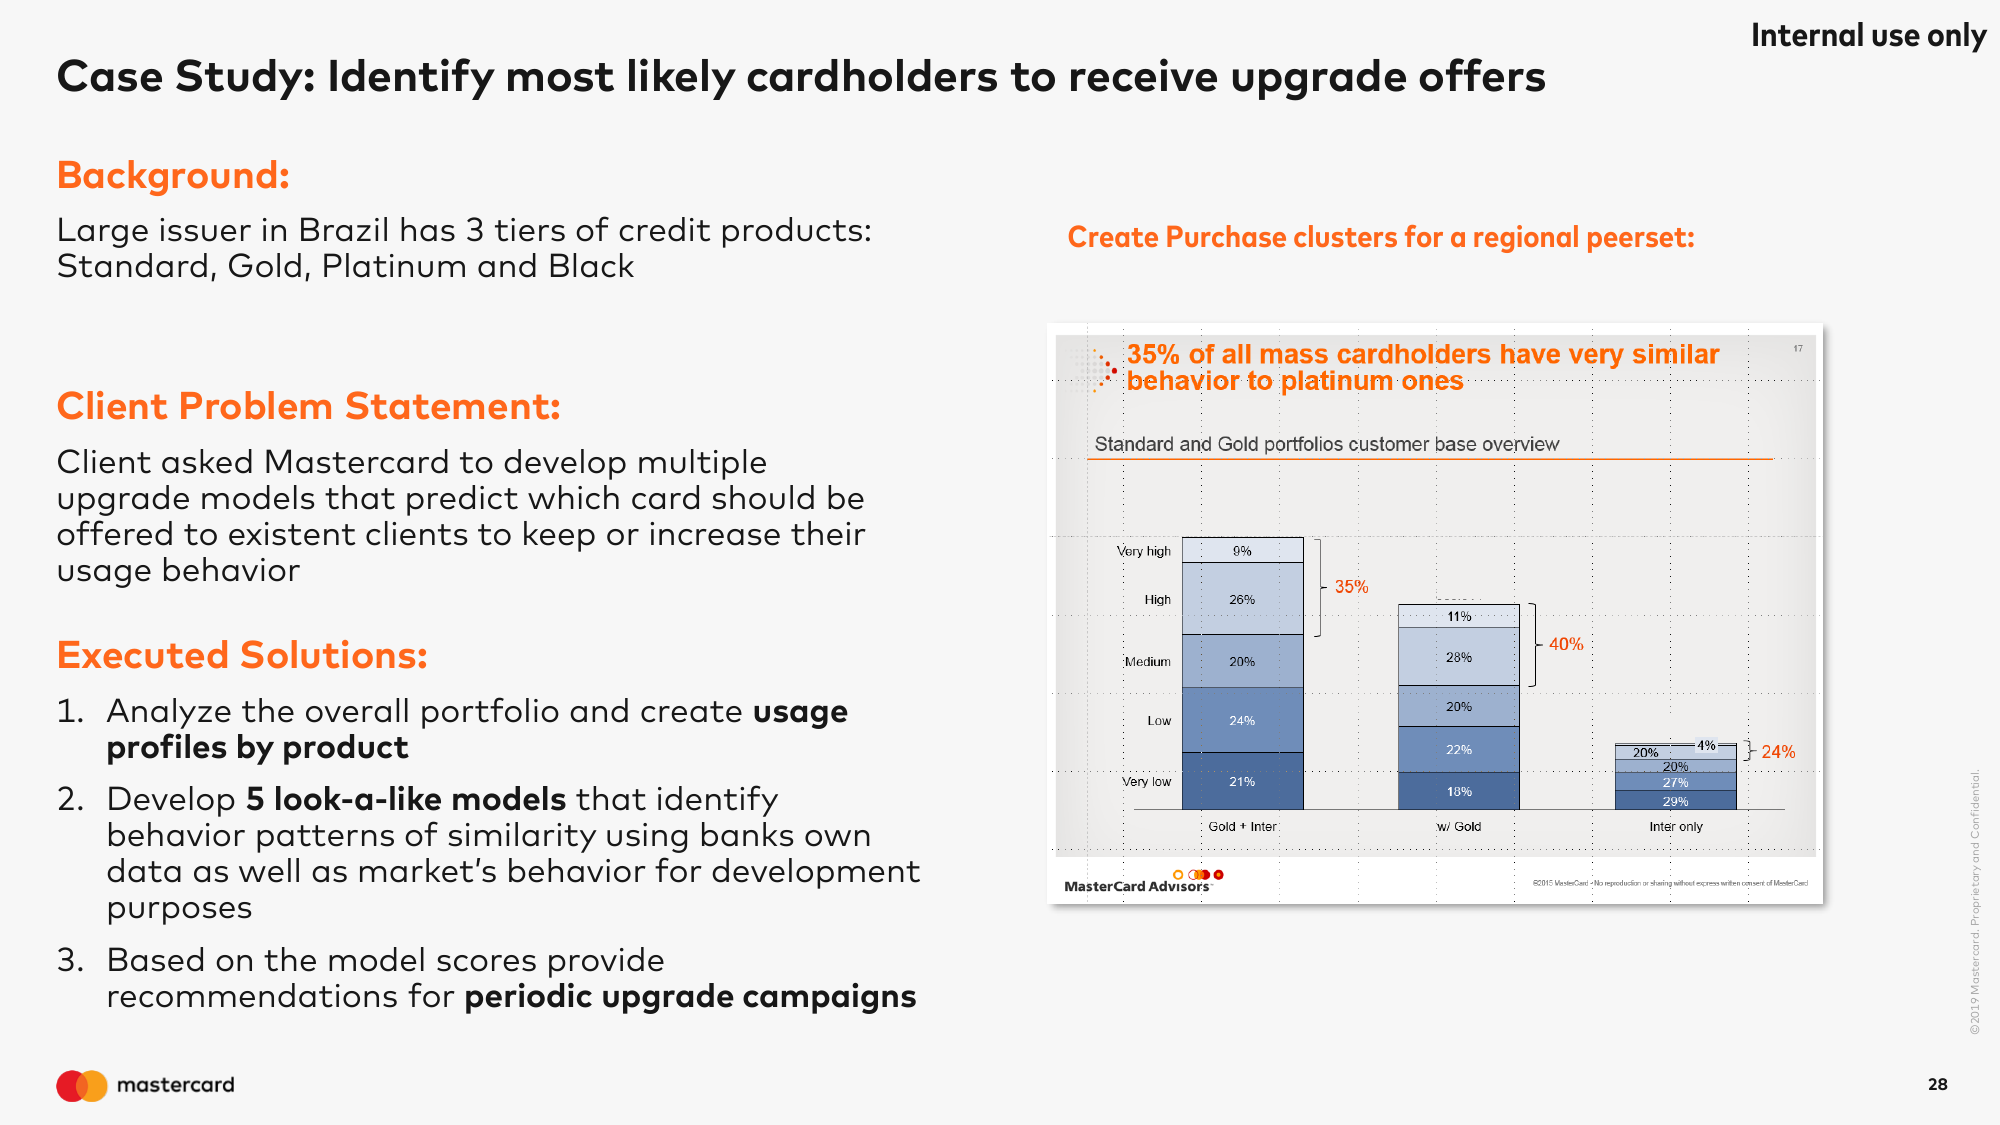 Internal use only
Case Study: Identify most likely cardholders to receive upgrade offers
Background:
Large issuer in Brazil has 3 tiers of credit products:
Standard, Gold, Platinum and Black
Client Problem Statement:
Client asked Mastercard to develop multiple
upgrade models that predict which card should be
offered to existent clients to keep or increase their
usage behavior
Executed Solutions:
1. Analyze the overall portfolio and create usage
profiles by product
2. Develop 5 look-a-like models that identify
behavior patterns of similarity using banks own
data as well as market's behavior for development
purposes
3. Based on the model scores provide
recommendations for periodic upgrade campaigns
Create Purchase clusters for a regional peerset:
35% of all mass cardholders have very similar
behavior to platinum ones
17
Standard and Gold portfolios customer base overview
Very high
High
Medium
Low
Very low
9%
26%
20%
24%
21%
35%
Gold + Inter
11%
28%
20%
22%
18%
40%
w/ Gold
4%
20%
20%
27%
29%
24%
Inter only
MasterCard Advisors
©2015 MasterCard - No reproduction or sharing without express written consent of MasterCard
©2019 Mastercard. Proprietary and Confidential.
mastercard
28